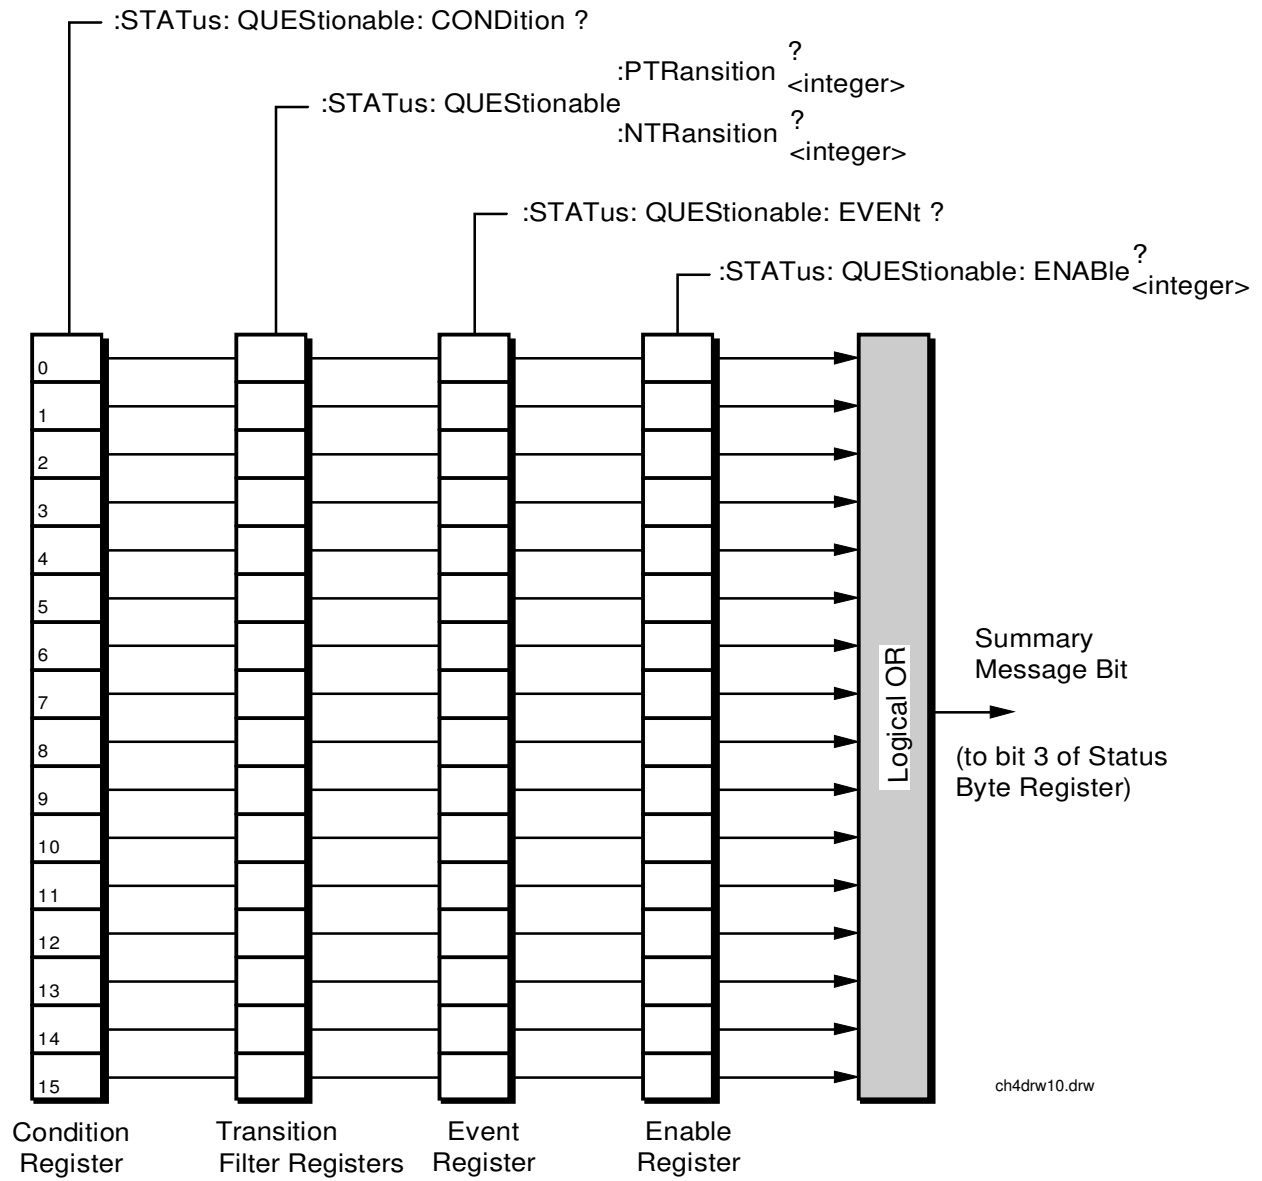 :STATus: QUEStionable: CONDition ?
?
:PTRansition
<integer>
:STATus: QUEStionable
?
:NTRansition
<integer>
:STATus: QUEStionable: EVENt ?
?
:STATus: QUEStionable: ENABle
<integer>
0
1
2
3
4
5
6
7
8
9
10
11
12
13
14
15
Logical OR
Summary
Message Bit
(to bit 3 of Status
Byte Register)
ch4drw10.drw
Condition
Register
Transition
Filter Registers
Event
Register
Enable
Register